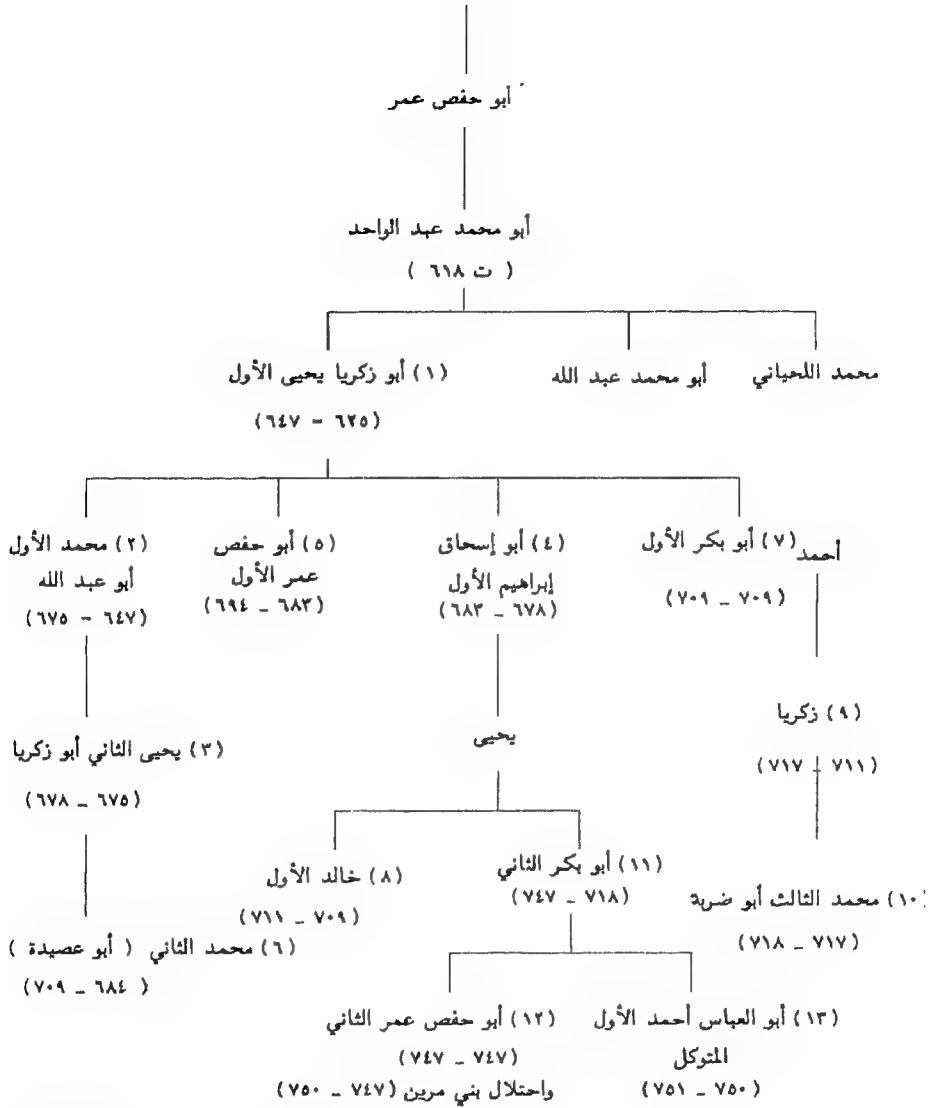 أبو حفص عمر
أبو محمد عبد الواحد
( ت ٦١٨ )
محمد اللحياني
أبو محمد عبد الله
(١) أبو زكريا يحيى الأول
(٦٢٥ - ٦٤٧)
أحمد
(٧) أبو بكر الأول
(٧٠٩ _ ٧٠٩)
(٤) أبو إسحاق
إبراهيم الأول
(٦٧٨ _ ٦٨٣)
(٥) أبو حفص
عمر الأول
(٦٨٣ _ ٦٩٤)
(٢) محمد الأول
أبو عبد الله
(٦٤٧ _ ٦٧٥)
(٩) زكريا
(٧١١ _ ٧١٧)
يحيى
(٣) يحيى الثاني أبو زكريا
(٦٧٥ _ ٦٧٨)
(١٠) محمد الثالث أبو ضربة
(٧١٧ _ ٧١٨)
(١١) أبو بكر الثاني
(٧١٨ _ ٧٤٧)
(٨) خالد الأول
(٧٠٩ _ ٧١١)
(٦) محمد الثاني ( أبو عصيدة )
( ٦٨٤ _ ٧٠٩)
(١٣) أبو العباس أحمد الأول
المتوكل
(٧٥٠ _ ٧٥١)
(١٢) أبو حفص عمر الثاني
(٧٤٧ _ ٧٤٧)
واحتلال بني مرين (٧٤٧ _ ٧٥٠)